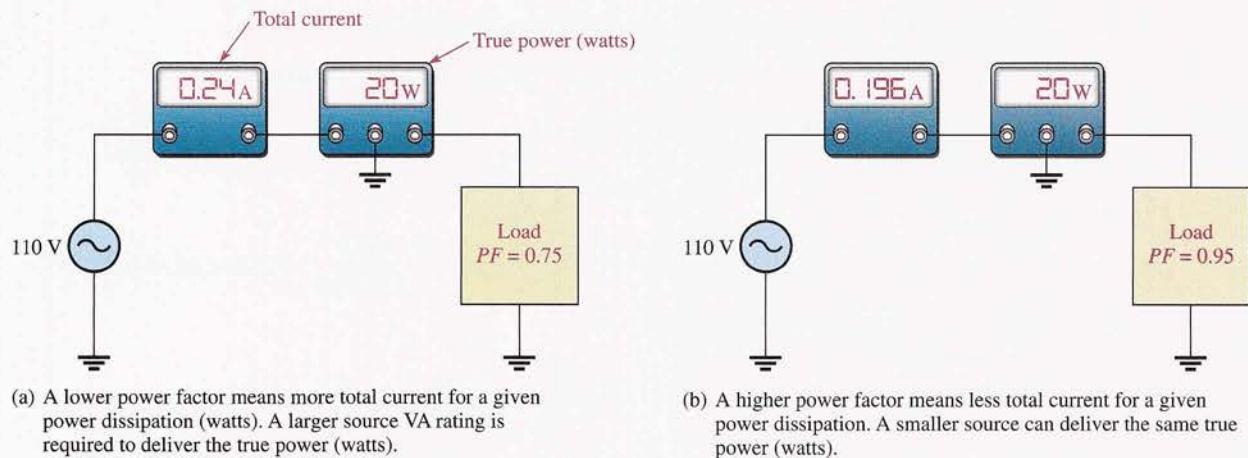 Total current
True power (watts)
0.24A
20W
110 V
Load
PF = 0.75
(a) A lower power factor means more total current for a given
power dissipation (watts). A larger source VA rating is
required to deliver the true power (watts).
0.196A
20W
110 V
Load
PF = 0.95
(b) A higher power factor means less total current for a given
power dissipation. A smaller source can deliver the same true
power (watts).